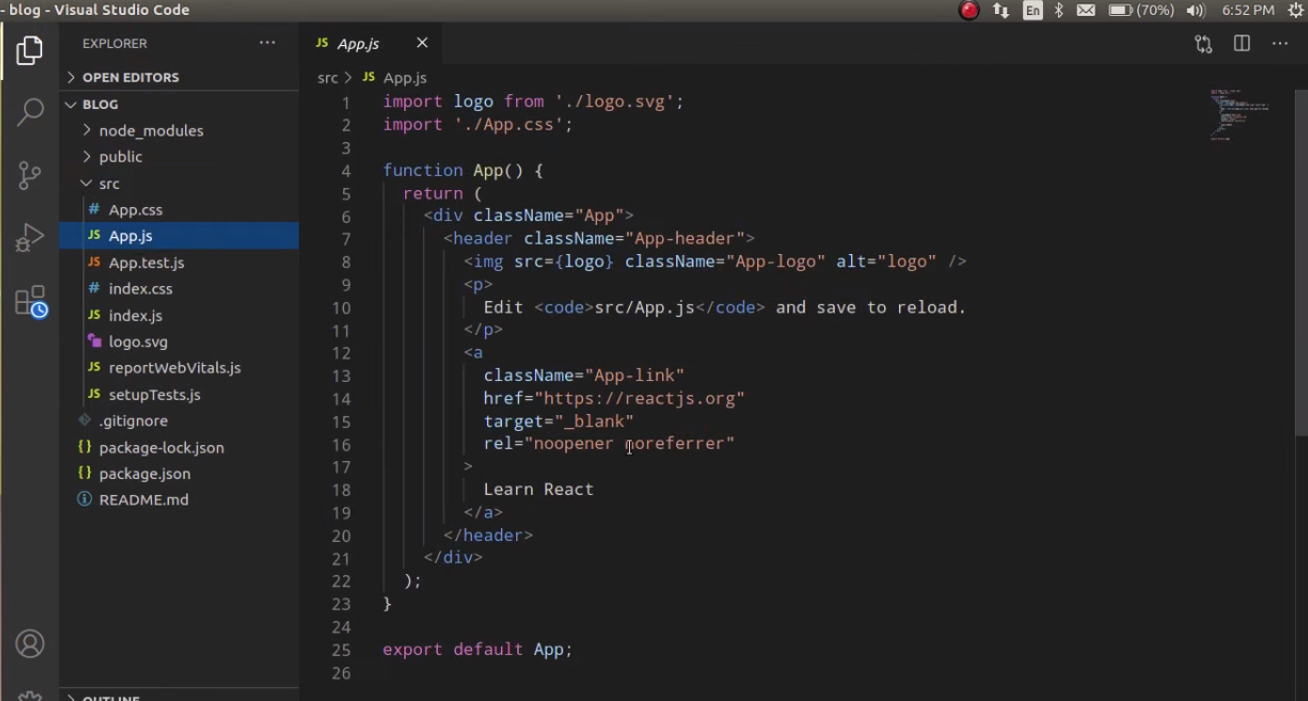 - blog - Visual Studio Code
En
(70%)
6:52 PM
EXPLORER
OPEN EDITORS
BLOG
node_modules
public
src
# App.css
JS App.js
JS App.test.js
# index.css
JS index.js
logo.svg
JS reportWebVitals.js
JS setupTests.js
.gitignore
{} package-lock.json
{} package.json
README.md
OUTLINE
JS App.js
src > JS App.js
1 import logo from './logo.svg';
2 import './App.css';
3
4 function App() {
5 return (
6 <div className="App">
7 <header className="App-header">
8 <img src={logo} className="App-logo" alt="logo" />
9 <p>
10 Edit <code>src/App.js</code> and save to reload.
11 </p>
12 <a
13 className="App-link"
14 href="https://reactjs.org"
15 target="_blank"
16 rel="noopener noreferrer"
17 >
18 Learn React
19 </a>
20 </header>
21 </div>
22 );
23 }
24
25 export default App;
26